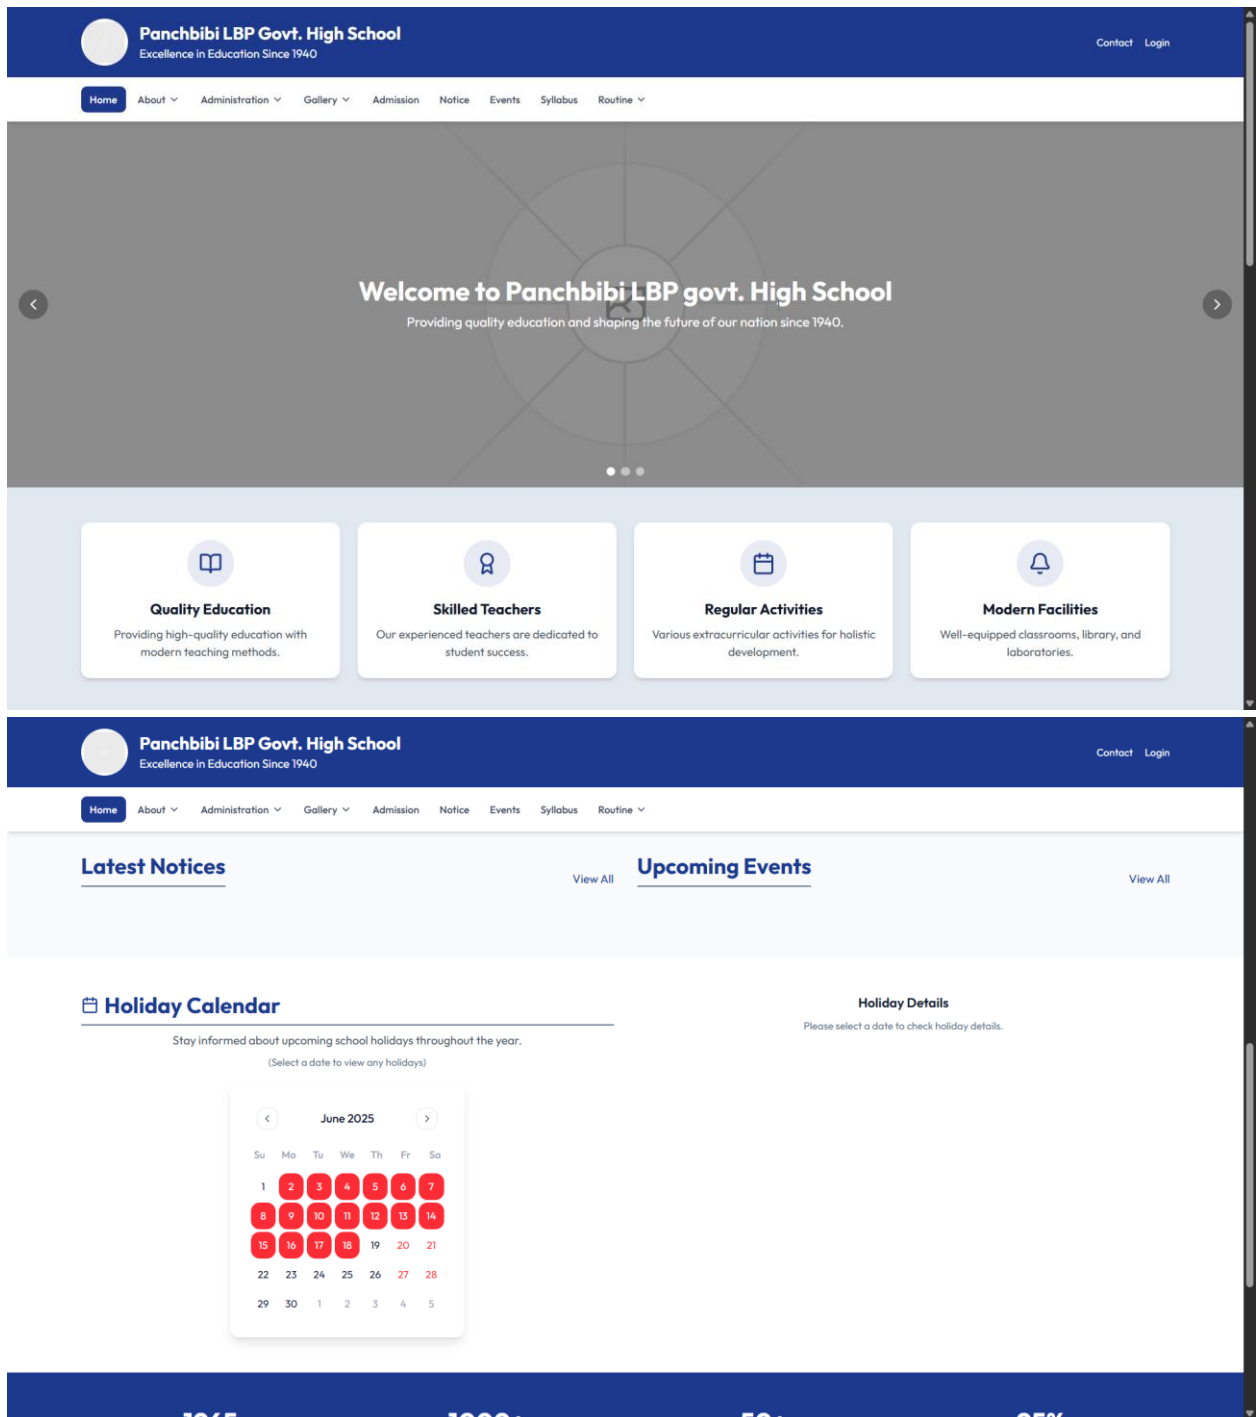 Panchbibi LBP Govt. High School
Excellence in Education Since 1940
Contact Login
Home About Administration Gallery Admission Notice Events Syllabus Routine
Welcome to Panchbibi LBP govt. High School
Providing quality education and shaping the future of our nation since 1940.
Quality Education
Providing high-quality education with
modern teaching methods.
Skilled Teachers
Our experienced teachers are dedicated to
student success.
Regular Activities
Various extracurricular activities for holistic
development.
Modern Facilities
Well-equipped classrooms, library, and
laboratories.
Panchbibi LBP Govt. High School
Excellence in Education Since 1940
Contact Login
Home About Administration Gallery Admission Notice Events Syllabus Routine
Latest Notices
View All
Upcoming Events
View All
Holiday Calendar
Stay informed about upcoming school holidays throughout the year.
(Select a date to view any holidays)
June 2025
Su Mo Tu We Th Fr Sa
1 2 3 4 5 6 7
8 9 10 11 12 13 14
15 16 17 18 19 20 21
22 23 24 25 26 27 28
29 30 1 2 3 4 5
Holiday Details
Please select a date to check holiday details.